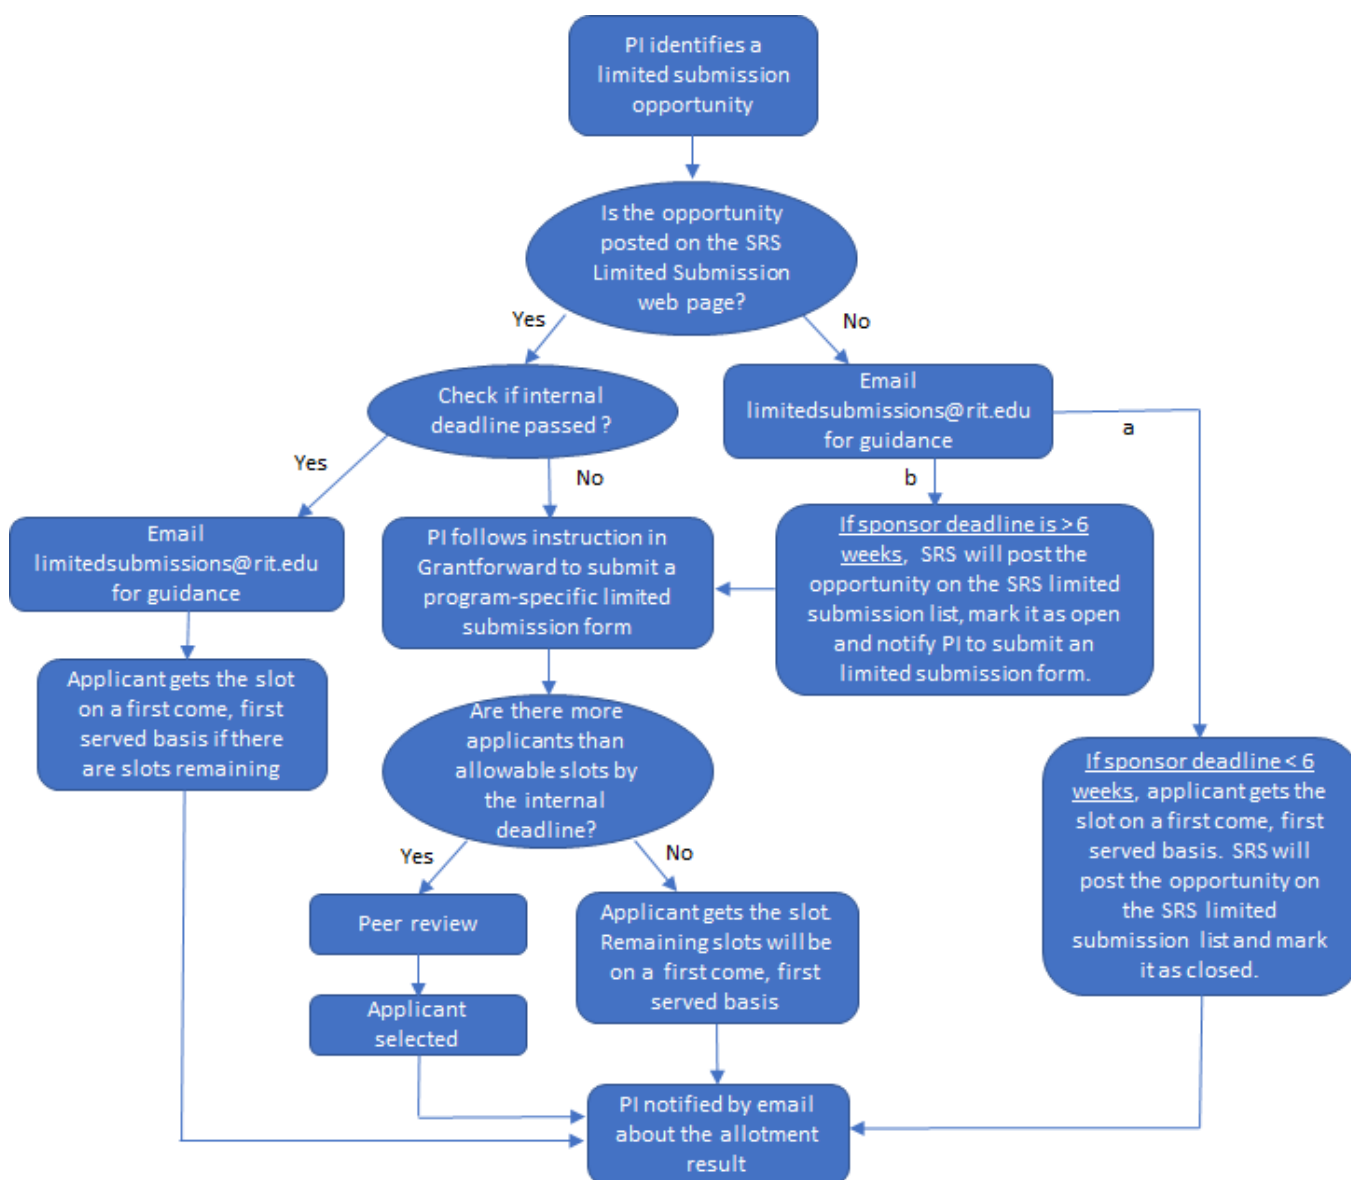 PI identifies a
limited submission
opportunity
Is the opportunity
posted on the SRS
Limited Submission
web page?
Yes
No
Check if internal
deadline passed ?
Email
limitedsubmissions@rit.edu
for guidance
a
Yes
No
b
Email
limitedsubmissions@rit.edu
for guidance
PI follows instruction in
Grantforward to submit a
program-specific limited
submission form
If sponsor deadline is > 6
weeks, SRS will post the
opportunity on the SRS limited
submission list, mark it as open
and notify PI to submit an
limited submission form.
Applicant gets the slot
on a first come, first
served basis if there
are slots remaining
Are there more
applicants than
allowable slots by
the internal
deadline?
If sponsor deadline < 6
weeks, applicant gets the
slot on a first come, first
served basis. SRS will
post the opportunity on
the SRS limited
submission list and mark
it as closed.
Yes
No
Peer review
Applicant gets the slot.
Remaining slots will be
on a first come, first
served basis
Applicant
selected
PI notified by email
about the allotment
result